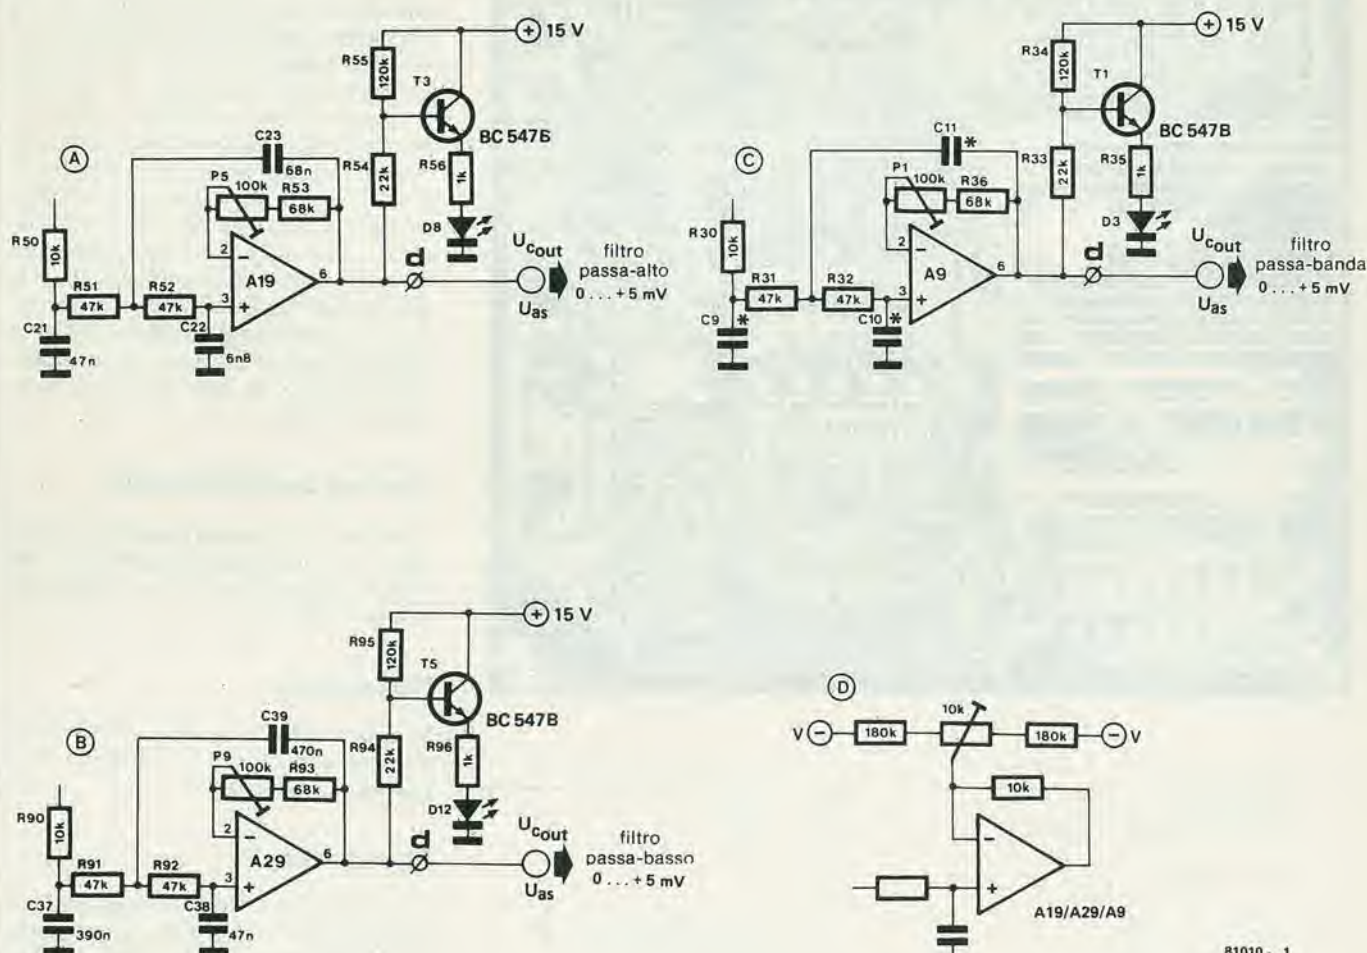 A
R55
120k
T3
15 V
BC 547B
C23
68n
R54
22k
R56
1k
P5
100k
R53
68k
D8
R50
10k
R51
47k
R52
47k
C21
47n
C22
6n8
2
3
6
A19
d
Ucout
Uas
filtro
passa-alto
0 . . . + 5 mV
C
R34
120k
T1
15 V
BC 547B
C11
*
R33
22k
R35
1k
P1
100k
R36
68k
D3
R30
10k
R31
47k
R32
47k
C9
*
C10
*
2
3
6
A9
d
Ucout
Uas
filtro
passa-banda
0 . . . + 5 mV
B
R95
120k
T5
15 V
BC 547B
C39
470n
R94
22k
R96
1k
P9
100k
R93
68k
D12
R90
10k
R91
47k
R92
47k
C37
390n
C38
47n
2
3
6
A29
d
Ucout
Uas
filtro
passa-basso
0 . . . + 5 mV
D
V
180k
10k
180k
V
10k
A19/A29/A9
81010 - 1